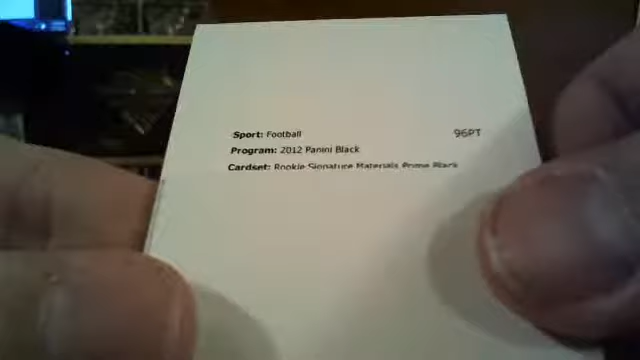 Sport: Football
96PT
Program: 2012 Panini Black
Cardset: Rookie Signature Materials Prime Black